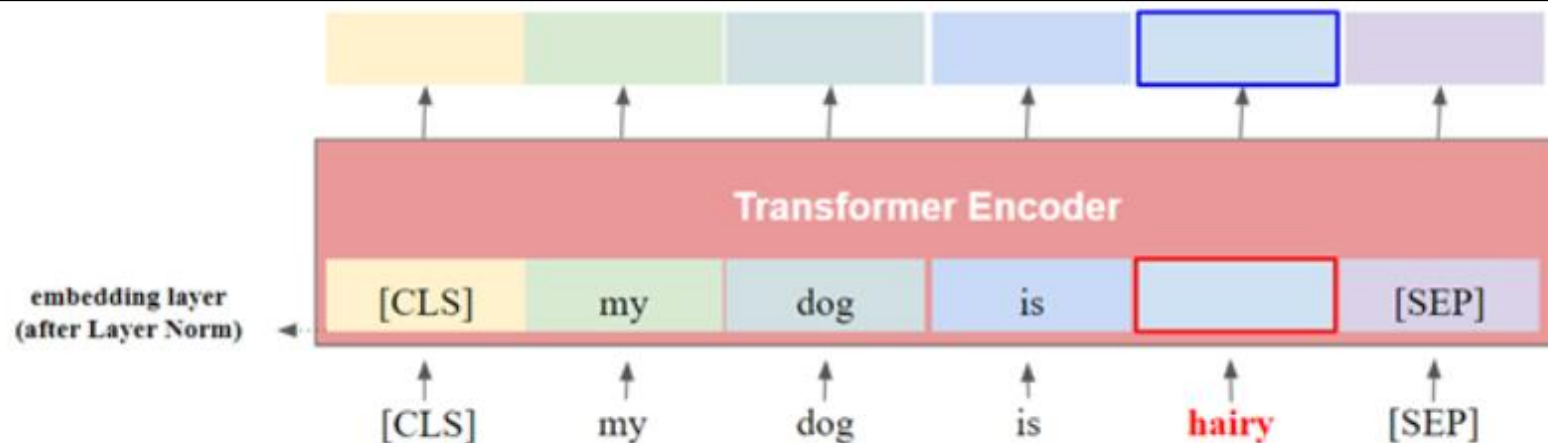 Transformer Encoder
embedding layer
(after Layer Norm)
[CLS] my dog is [SEP]
[CLS] my dog is hairy [SEP]